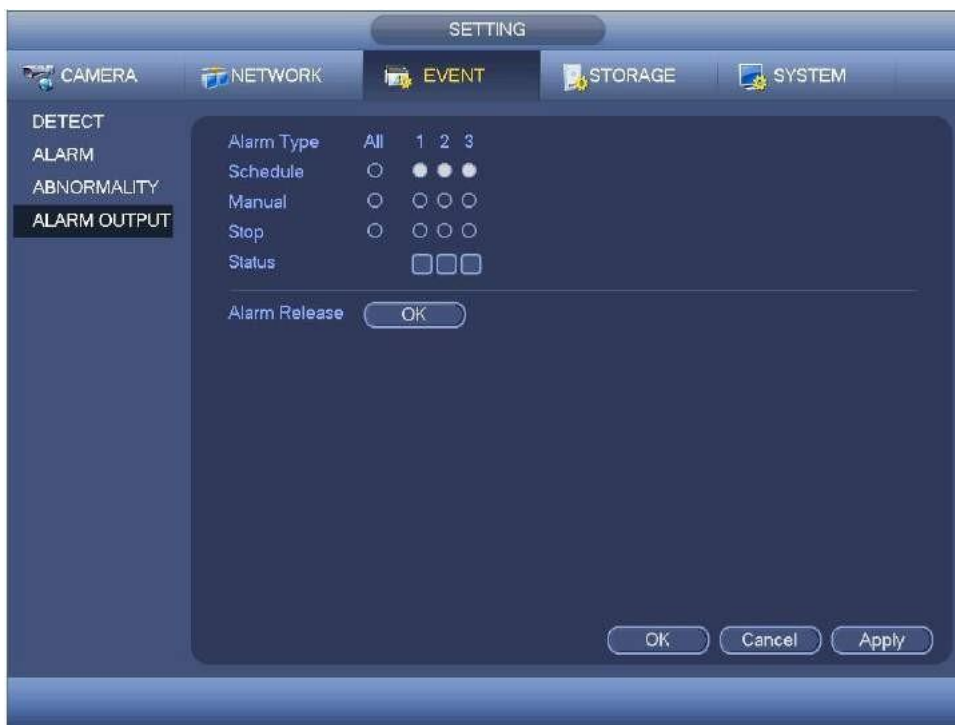 SETTING
CAMERA NETWORK EVENT STORAGE SYSTEM
DETECT
ALARM
ABNORMALITY
ALARM OUTPUT
Alarm Type All 1 2 3
Schedule
Manual
Stop
Status
Alarm Release OK
OK Cancel Apply